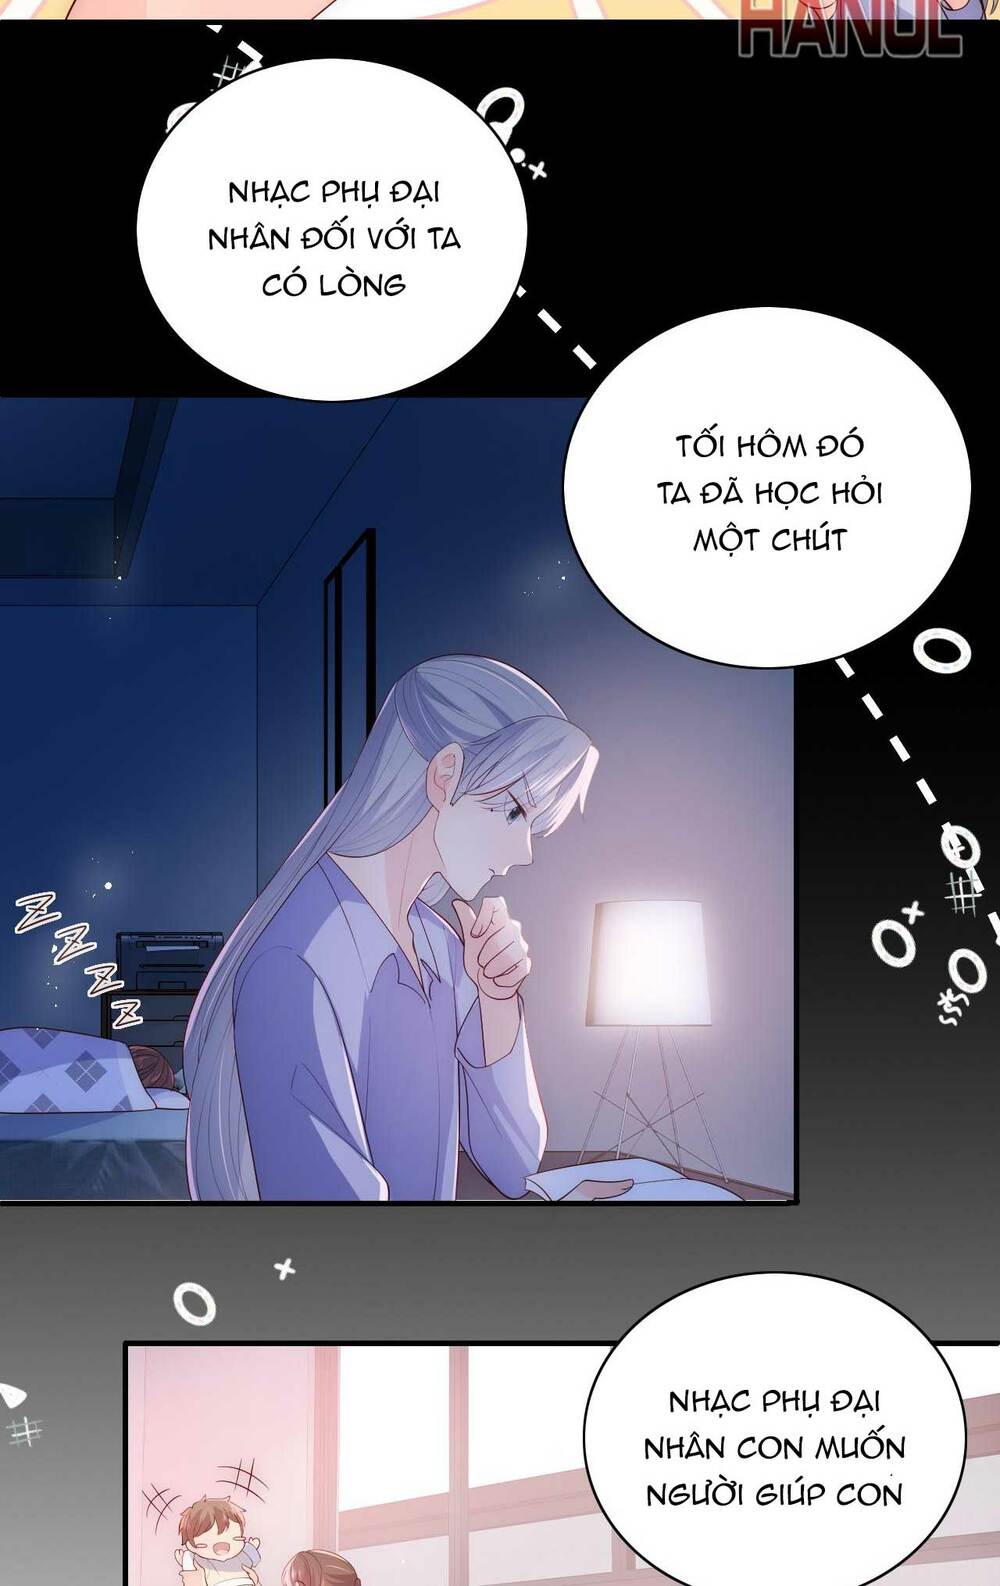 HANUL
NHẠC PHỤ ĐẠI
NHÂN ĐỐI VỚI TA
CÓ LÒNG
TỐI HÔM ĐÓ
TA ĐÃ HỌC HỎI
MỘT CHÚT
Z
Z
Z
Z
NHẠC PHỤ ĐẠI
NHÂN CON MUỐN
NGƯỜI GIÚP CON